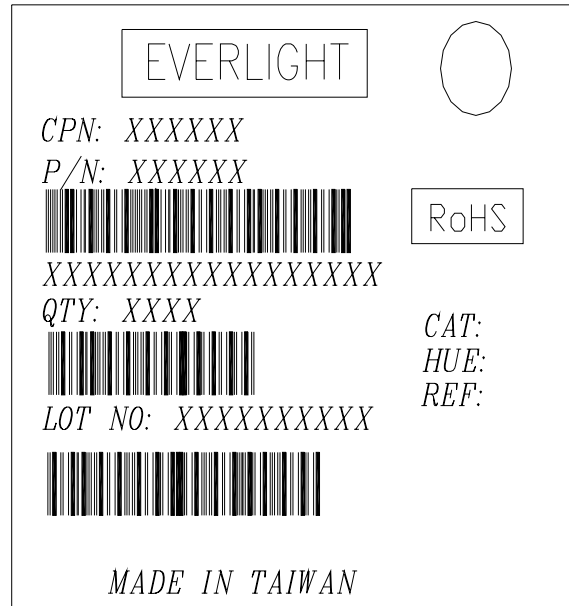 EVERLIGHT
CPN: XXXXXX
P/N: XXXXXX
RoHS
XXXXXXXXXXXXXXXXX
QTY: XXXX
CAT:
HUE:
REF:
LOT NO: XXXXXXXXXX
MADE IN TAIWAN